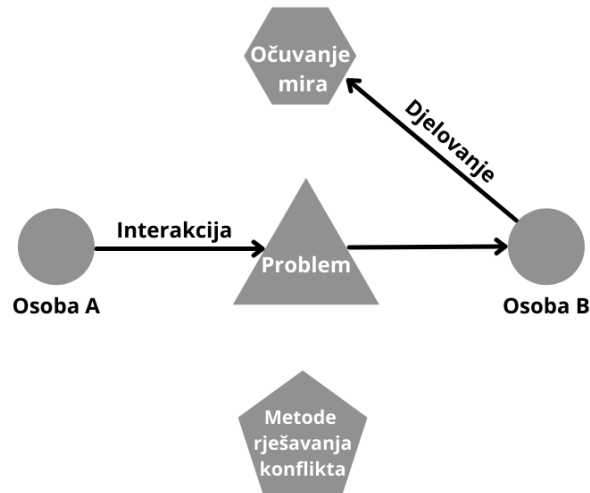 Očuvanje
mira
Djelovanje
Interakcija
Problem
Osoba A
Osoba B
Metode
rješavanja
konflikta